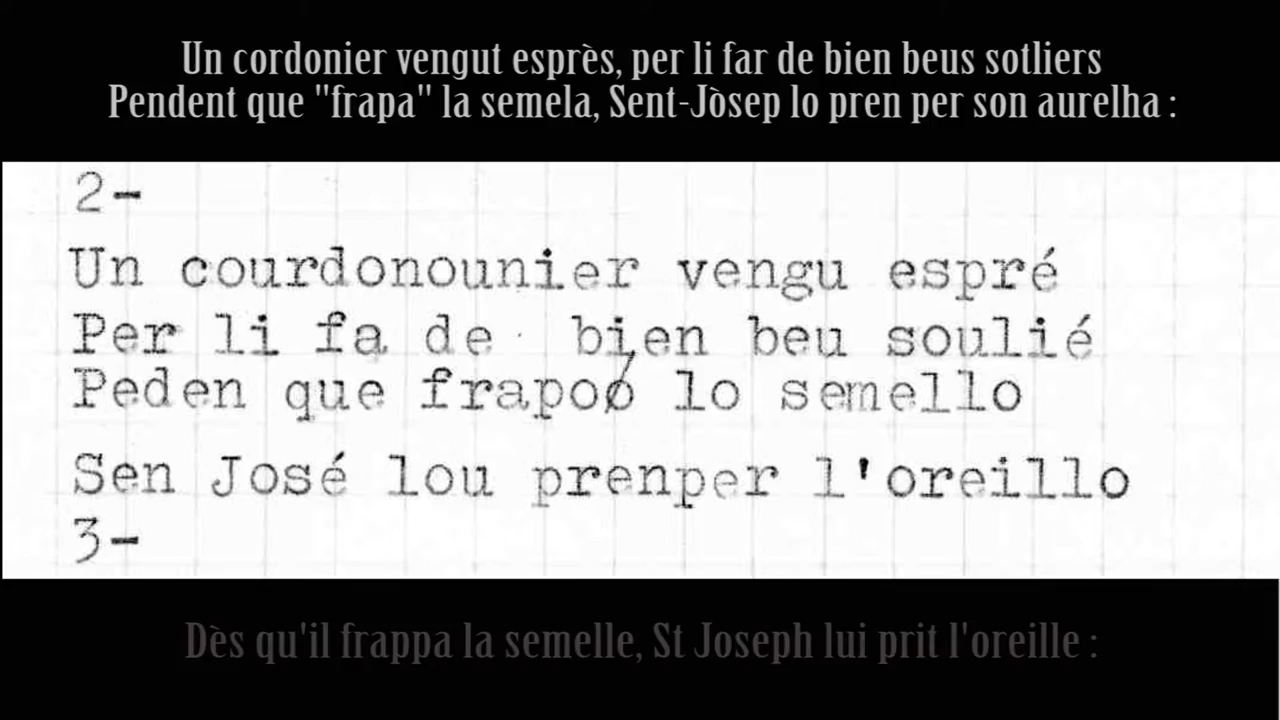 Un cordonier vengut esprès, per li far de bien beus sotliers
Pendent que "frapa" la semela, Sent-Jòsep lo pren per son aurelha :
2-
Un courdonounier vengu espré
Per li fa de bien beu soulié
Peden que frapoo lo semello
Sen José lou prenper l'oreillo
3-
Dès qu'il frappa la semelle, St Joseph lui prit l'oreille :